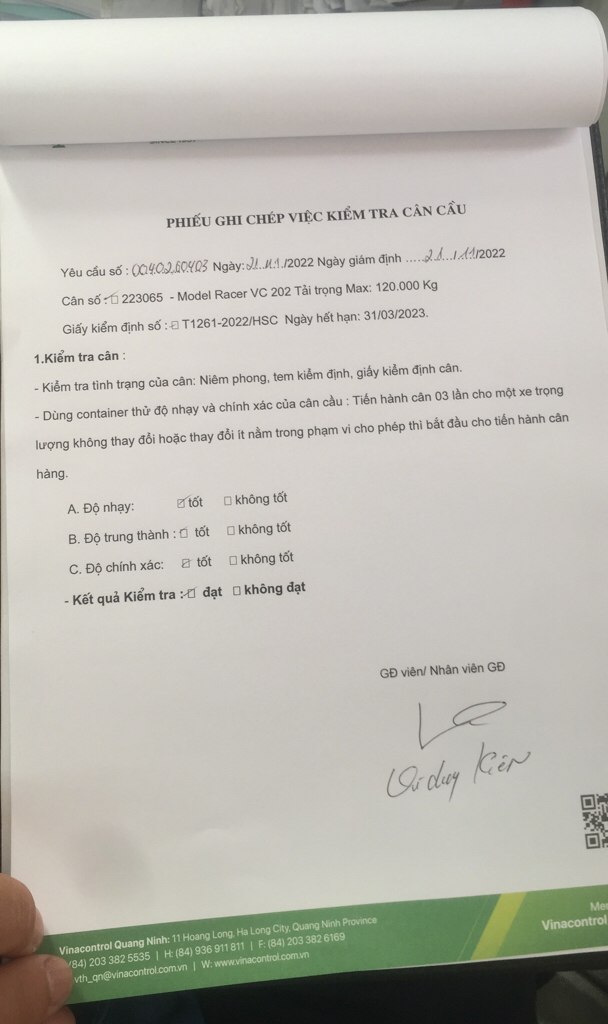 PHIẾU GHI CHÉP VIỆC KIỂM TRA CÂN CẦU
Yêu cầu số : 00402.60403 Ngày: 21./11./2022 Ngày giám định .....21.../.11/2022
Cân số : ☑ 223065 - Model Racer VC 202 Tải trọng Max: 120.000 Kg
Giấy kiểm định số : ☑ T1261-2022/HSC Ngày hết hạn: 31/03/2023.
1.Kiểm tra cân :
- Kiểm tra tình trạng của cân: Niêm phong, tem kiểm định, giấy kiểm định cân.
- Dùng container thử độ nhạy và chính xác của cân cầu : Tiến hành cân 03 lần cho một xe trọng
lượng không thay đổi hoặc thay đổi ít nằm trong phạm vi cho phép thì bắt đầu cho tiến hành cân
hàng.
A. Độ nhạy: ☑ tốt ☐ không tốt
B. Độ trung thành : ☑ tốt ☐ không tốt
C. Độ chính xác: ☑ tốt ☐ không tốt
- Kết quả Kiểm tra : ☑ đạt ☐ không đạt
GĐ viên/ Nhân viên GĐ
Vi duy Kiên
Vinacontrol Quang Ninh: 11 Hoang Long, Ha Long City, Quang Ninh Province
84) 203 382 5535 | H: (84) 936 911 811 | F: (84) 203 382 6169
vth_qn@vinacontrol.com.vn | W: www.vinacontrol.com.vn
Vinacontrol